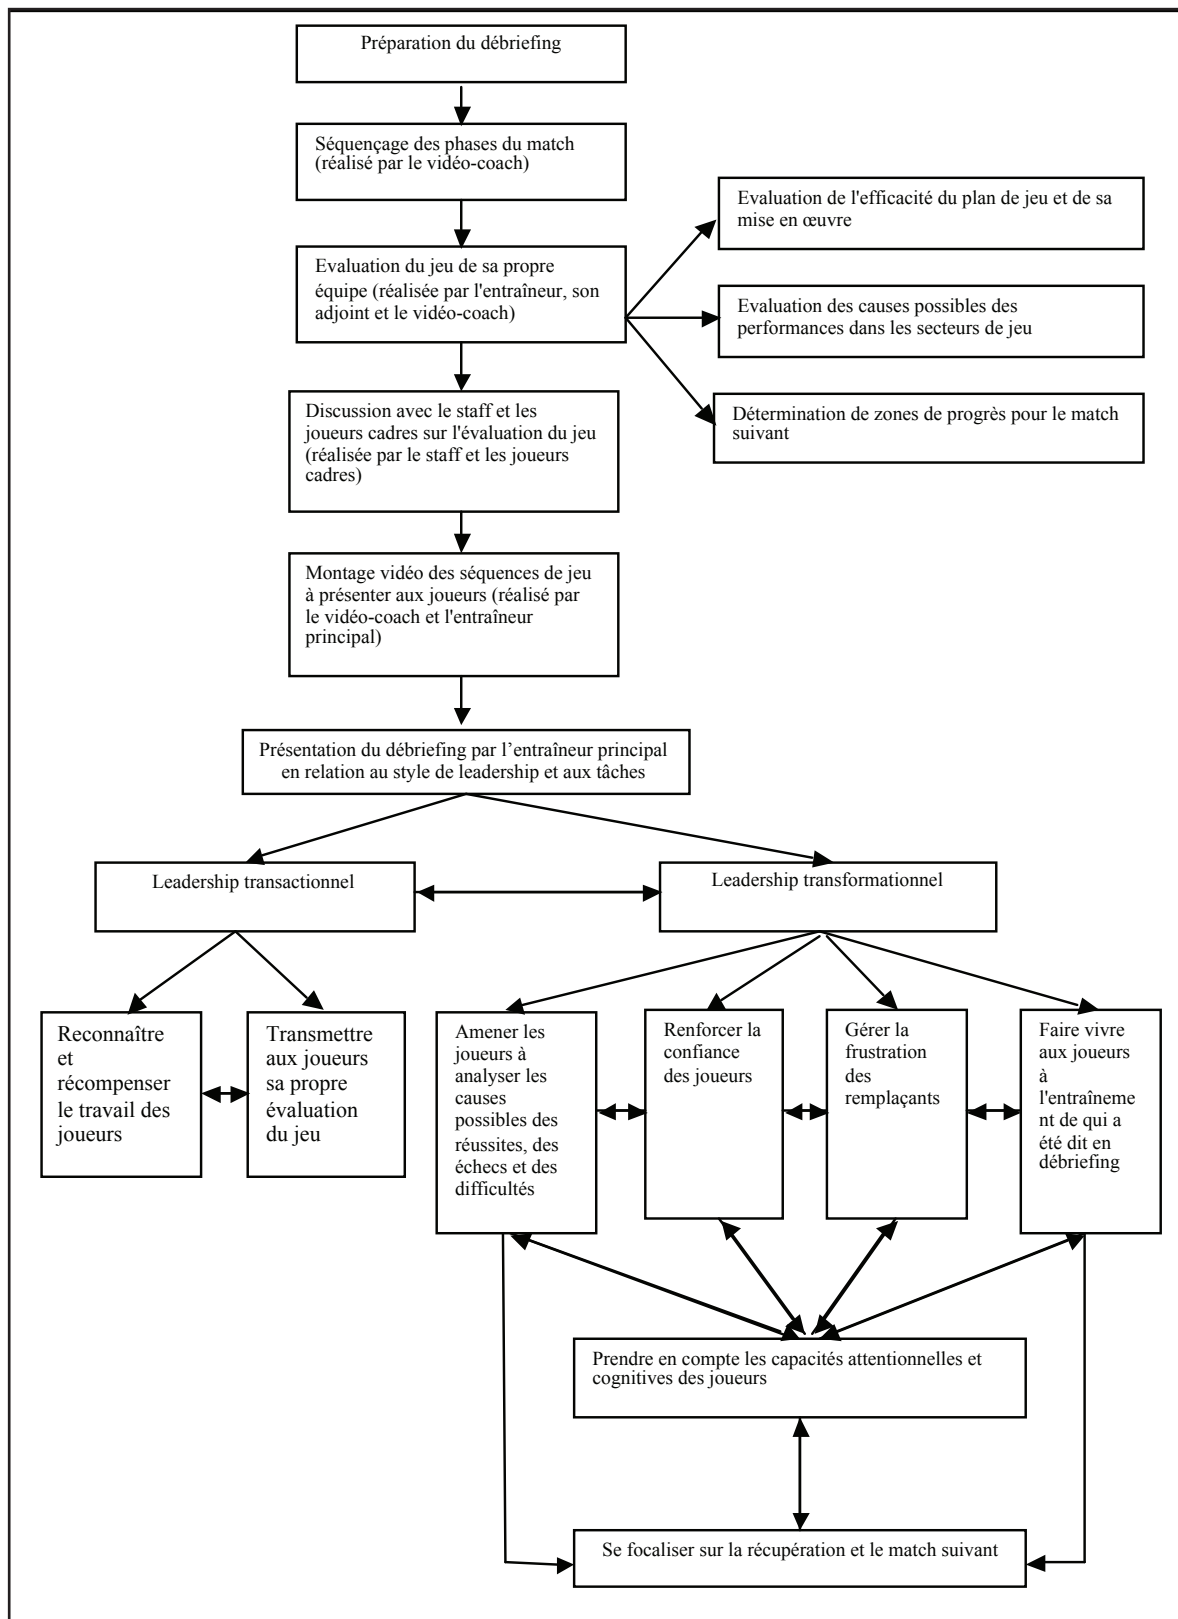 Préparation du débriefing
Séquençage des phases du match
(réalisé par le vidéo-coach)
Evaluation de l'efficacité du plan de jeu et de sa
mise en œuvre
Evaluation du jeu de sa propre
équipe (réalisée par l'entraîneur, son
adjoint et le vidéo-coach)
Evaluation des causes possibles des
performances dans les secteurs de jeu
Détermination de zones de progrès pour le match
suivant
Discussion avec le staff et les
joueurs cadres sur l'évaluation du jeu
(réalisée par le staff et les joueurs
cadres)
Montage vidéo des séquences de jeu
à présenter aux joueurs (réalisé par
le vidéo-coach et l'entraîneur
principal)
Présentation du débriefing par l’entraîneur principal
en relation au style de leadership et aux tâches
Leadership transactionnel
Leadership transformationnel
Reconnaître
et
récompenser
le travail des
joueurs
Transmettre
aux joueurs
sa propre
évaluation
du jeu
Amener les
joueurs à
analyser les
causes
possibles des
réussites, des
échecs et des
difficultés
Renforcer la
confiance
des joueurs
Gérer la
frustration
des
remplaçants
Faire vivre
aux joueurs
à
l'entraîneme
nt de qui a
été dit en
débriefing
Prendre en compte les capacités attentionnelles et
cognitives des joueurs
Se focaliser sur la récupération et le match suivant